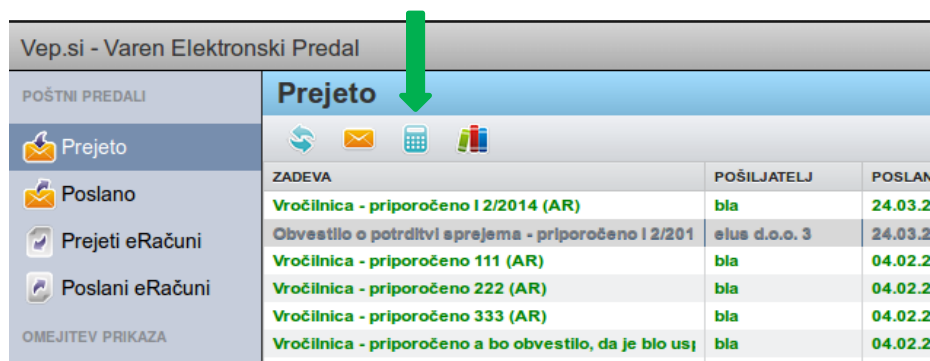 Vep.si - Varen Elektronski Predal
POŠTNI PREDALI
Prejeto
Poslano
Prejeti eRačuni
Poslani eRačuni
OMEJITEV PRIKAZA
Prejeto
ZADEVA POŠILJATELJ POSLAN
Vročilnica - priporočeno I 2/2014 (AR) bla 24.03.2
Obvestilo o potrditvi sprejema - priporočeno I 2/201 eius d.o.o. 3 24.03.2
Vročilnica - priporočeno 111 (AR) bla 04.02.2
Vročilnica - priporočeno 222 (AR) bla 04.02.2
Vročilnica - priporočeno 333 (AR) bla 04.02.2
Vročilnica - priporočeno a bo obvestilo, da je blo usp bla 04.02.2